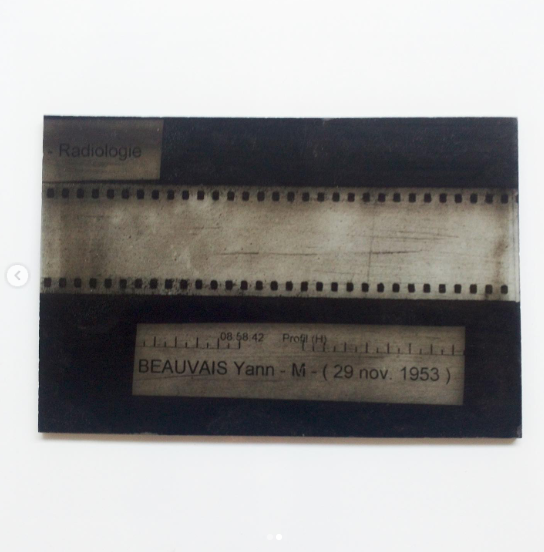 Radiologie
08:58:42 Profil (H)
BEAUVAIS Yann - M - ( 29 nov. 1953 )